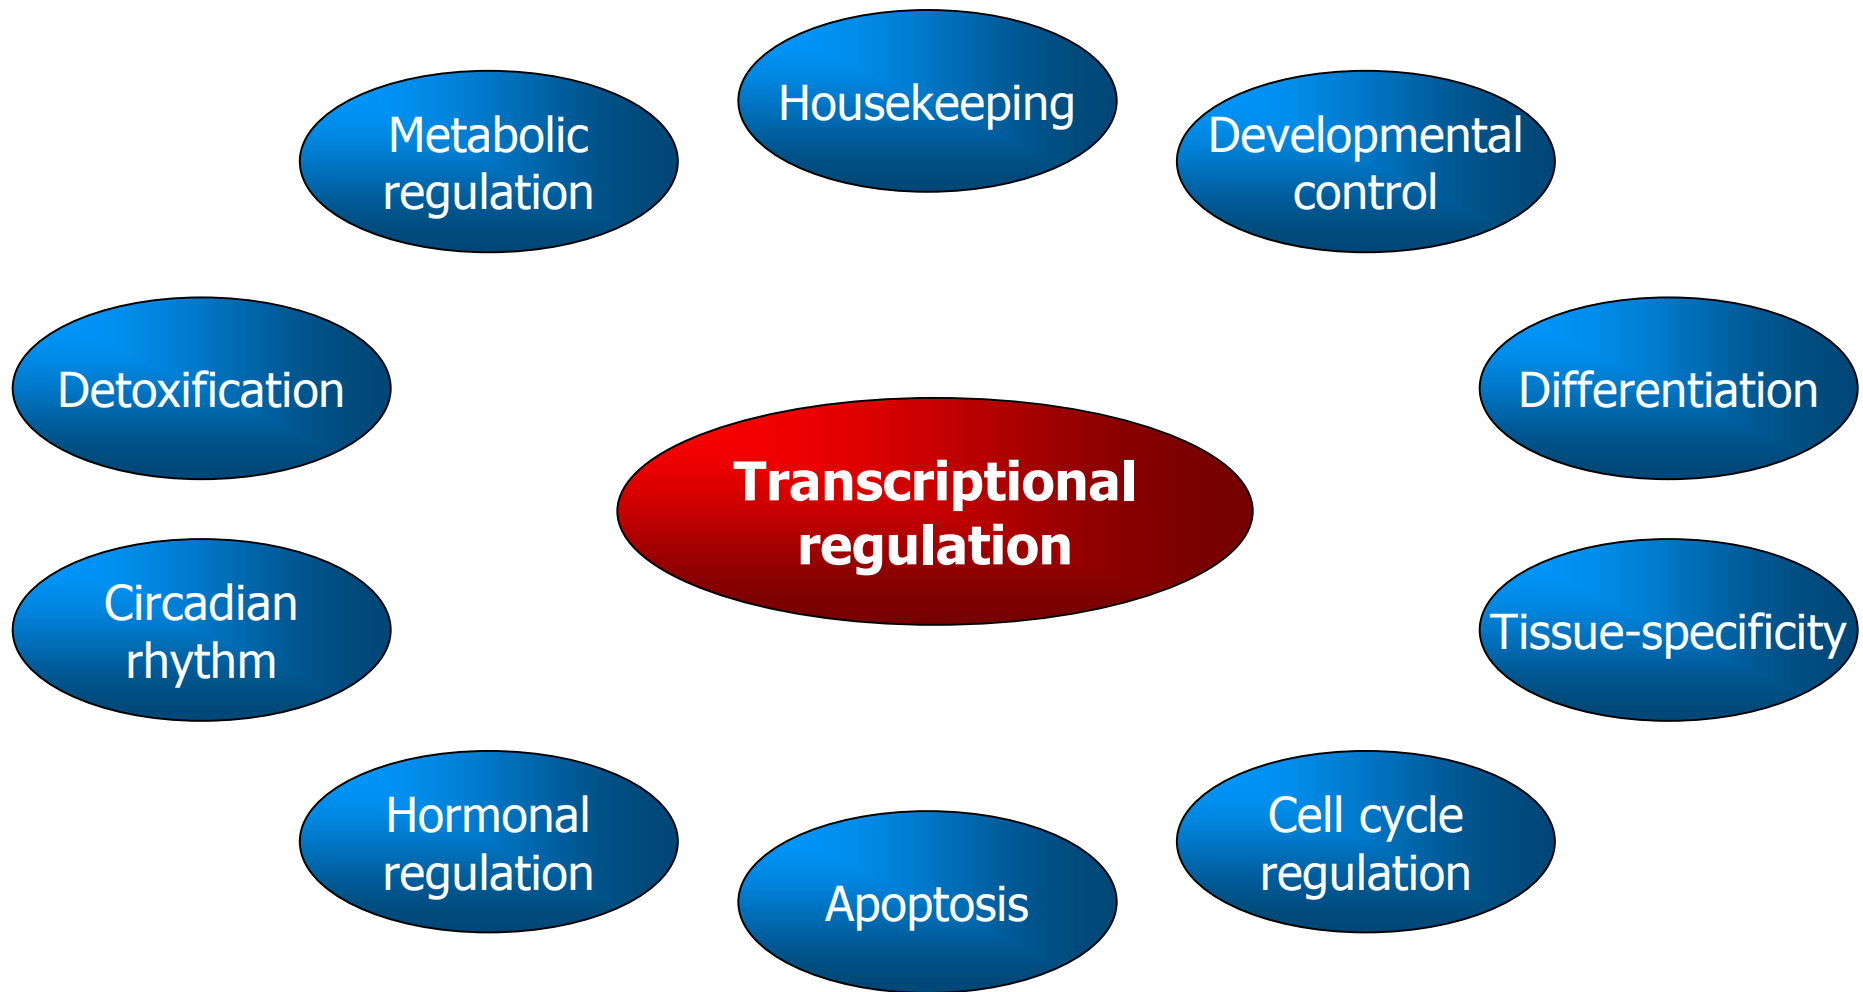 Housekeeping
Metabolic
regulation
Developmental
control
Detoxification
Differentiation
Transcriptional
regulation
Circadian
rhythm
Tissue-specificity
Hormonal
regulation
Cell cycle
regulation
Apoptosis